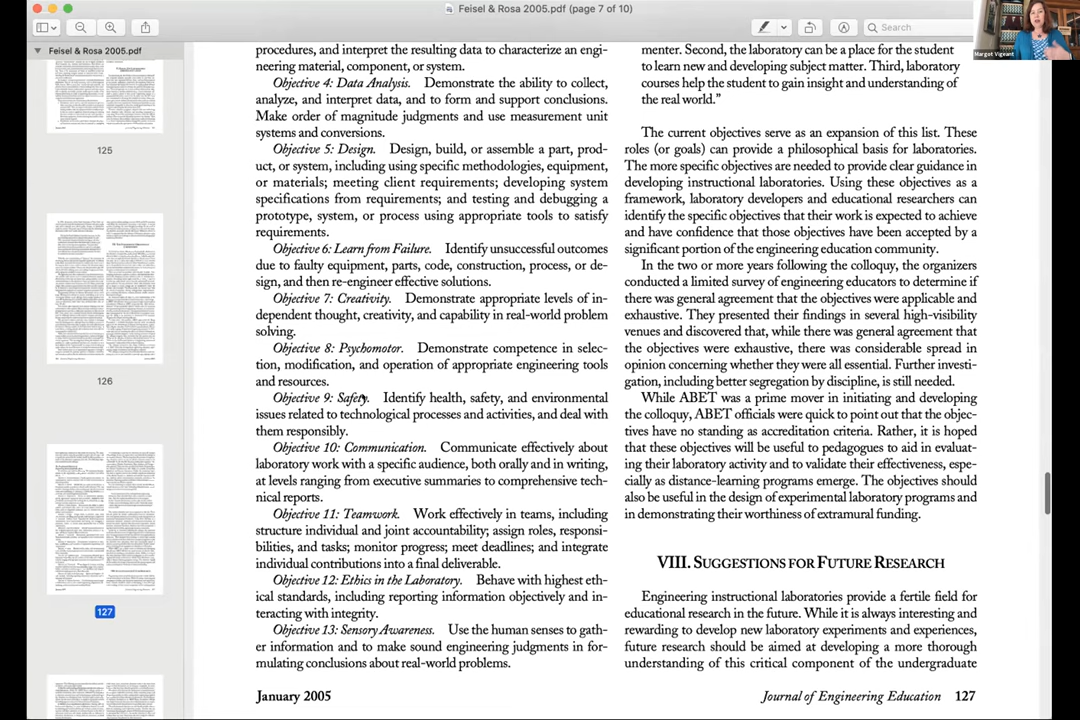 Feisel & Rosa 2005.pdf (page 7 of 10)
Search
Margot Vigeant
Feisel & Rosa 2005.pdf
125
126
127
procedures, and interpret the resulting data to characterize an engi-
neering material, component, or system.
Objective 4: Data Analysis. Demonstrate the ability to collect,
analyze, and interpret data, and to form and support conclusions.
Make order of magnitude judgments and use measurement unit
systems and conversions.
Objective 5: Design. Design, build, or assemble a part, prod-
uct, or system, including using specific methodologies, equipment,
or materials; meeting client requirements; developing system
specifications from requirements; and testing and debugging a
prototype, system, or process using appropriate tools to satisfy
requirements.
Objective 6: Learn from Failure. Identify unsuccessful outcomes
due to faulty equipment, parts, code, construction, process, or de-
sign, and then re-engineer effective solutions.
Objective 7: Creativity. Demonstrate appropriate levels of in-
dependent thought, creativity, and capability in real-world problem
solving.
Objective 8: Psychomotor. Demonstrate competence in selec-
tion, modification, and operation of appropriate engineering tools
and resources.
Objective 9: Safety. Identify health, safety, and environmental
issues related to technological processes and activities, and deal with
them responsibly.
Objective 10: Communication. Communicate effectively about
laboratory work with a specific audience, both orally and in writing,
at levels ranging from executive summaries to comprehensive tech-
nical reports.
Objective 11: Teamwork. Work effectively in teams, including
structure individual and joint accountability; assign roles, responsi-
bilities, and tasks; monitor progress; meet deadlines; and integrate
individual contributions into a final deliverable.
Objective 12: Ethics in the Laboratory. Behave with highest eth-
ical standards, including reporting information objectively and in-
teracting with integrity.
Objective 13: Sensory Awareness. Use the human senses to gath-
er information and to make sound engineering judgments in for-
mulating conclusions about real-world problems.
menter. Second, the laboratory can be a place for the student
to learn new and developing subject matter. Third, laboratory
courses help the student to gain insight and understanding of
the real world.”
The current objectives serve as an expansion of this list. These
roles (or goals) can provide a philosophical basis for laboratories.
The more specific objectives are needed to provide clear guidance in
developing instructional laboratories. Using these objectives as a
framework, laboratory developers and educational researchers can
identify the specific objectives that their work is expected to achieve
and have confidence that those objectives have been accepted by a
significant portion of the engineering education community.
In the two or more years following the colloquy, the organizers
conducted a limited survey of engineering educators to determine if
there was general agreement that the objectives were applicable and
exhaustive. They presented their findings in several high-visibility
venues and discovered that, while there was general agreement that
the objectives were exhaustive, there was considerable spread in
opinion concerning whether they were all essential. Further investi-
gation, including better segregation by discipline, is still needed.
While ABET was a prime mover in initiating and developing
the colloquy, ABET officials were quick to point out that the objec-
tives have no standing as accreditation criteria. Rather, it is hoped
that these objectives will be useful to pedagogues to aid in evaluat-
ing their laboratory activity and to validate their effectiveness, espe-
cially as distance-learning programs emerge. The objectives should
also be useful in the design of experimental laboratory programs and
in demonstrating their worthiness of extramural funding.
VIII. SUGGESTIONS FOR FUTURE RESEARCH
Engineering instructional laboratories provide a fertile field for
educational research in the future. While it is always interesting and
rewarding to develop new laboratory experiments and experiences,
future research should be aimed at developing a more thorough
understanding of this critical component of the undergraduate
2005
Journal of Engineering Education 127